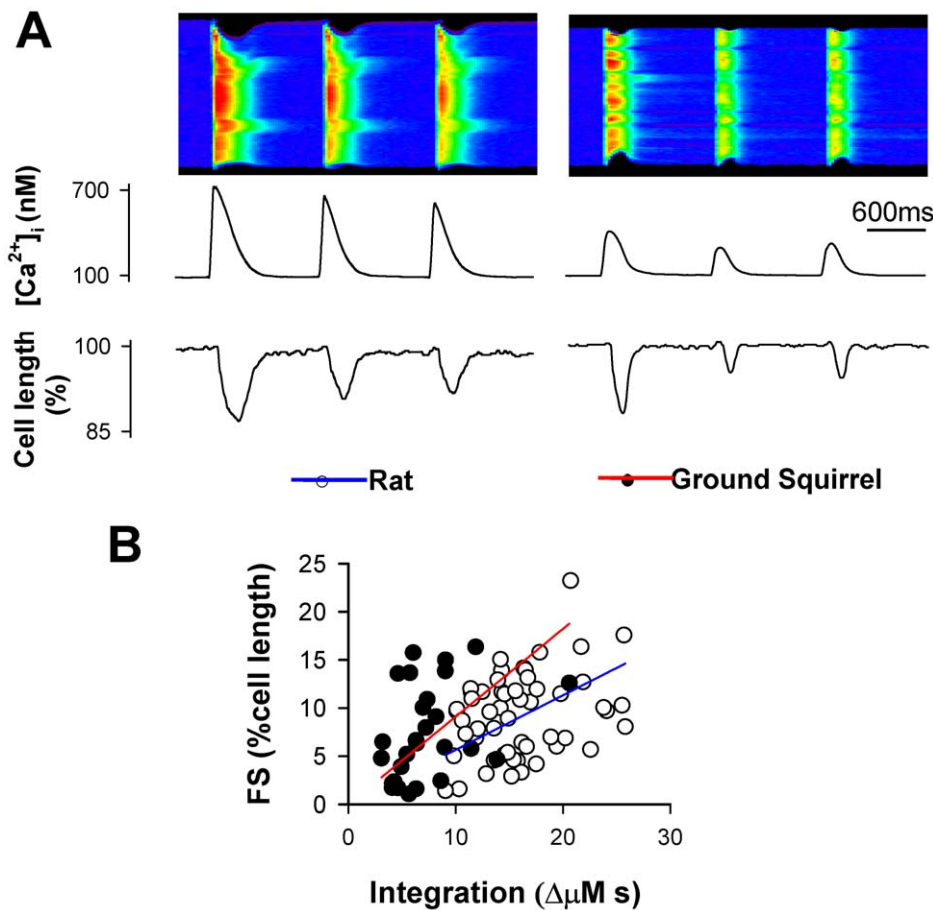 A
[Ca²⁺]ᵢ (nM)
700
100
600ms
Cell length
(%)
100
85
Rat
Ground Squirrel
B
FS (%cell length)
25
20
15
10
5
0
0 10 20 30
Integration (ΔµM s)